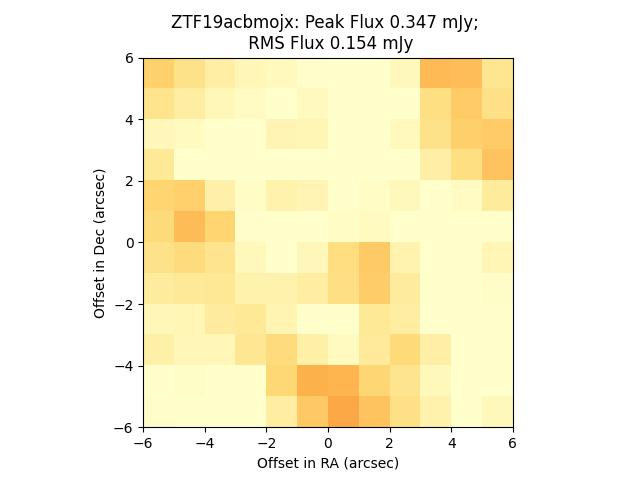 ZTF19acbmojx: Peak Flux 0.347 mJy;
RMS Flux 0.154 mJy
6
4
2
0
−2
−4
−6
Offset in Dec (arcsec)
−6 −4 −2 0 2 4 6
Offset in RA (arcsec)